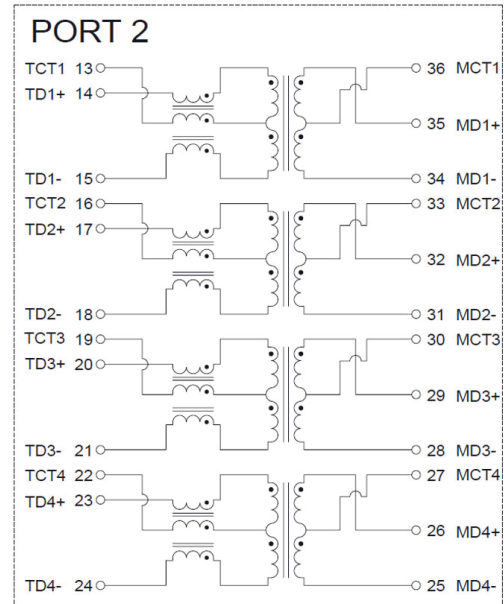 PORT 2
TCT1 13 36 MCT1
TD1+ 14
35 MD1+
TD1- 15 34 MD1-
TCT2 16 33 MCT2
TD2+ 17
32 MD2+
TD2- 18 31 MD2-
TCT3 19 30 MCT3
TD3+ 20
29 MD3+
TD3- 21 28 MD3-
TCT4 22 27 MCT4
TD4+ 23
26 MD4+
TD4- 24 25 MD4-